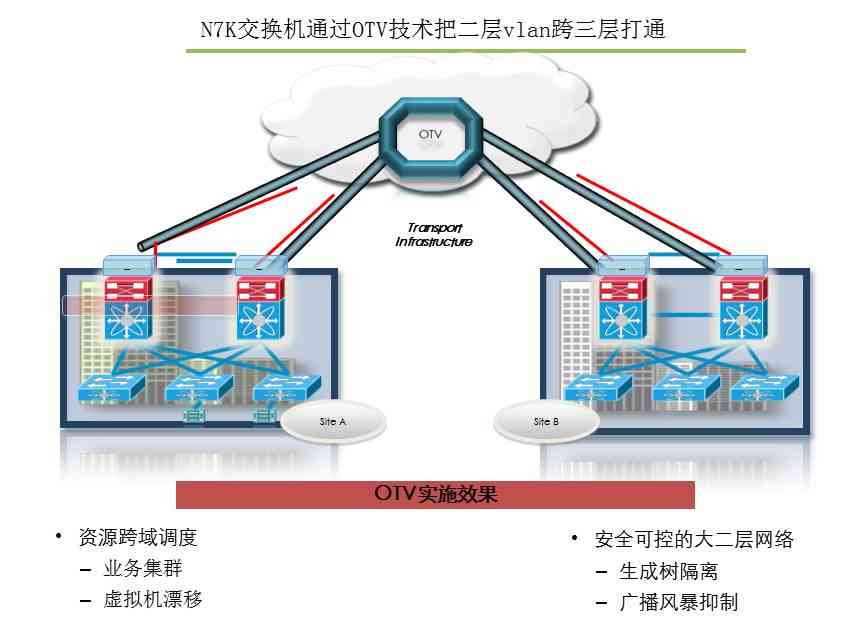 N7K交换机通过OTV技术把二层vlan跨三层打通
OTV
Transport
Infrastructure
Site A
Site B
OTV实施效果
• 资源跨域调度
– 业务集群
– 虚拟机漂移
• 安全可控的大二层网络
– 生成树隔离
– 广播风暴抑制